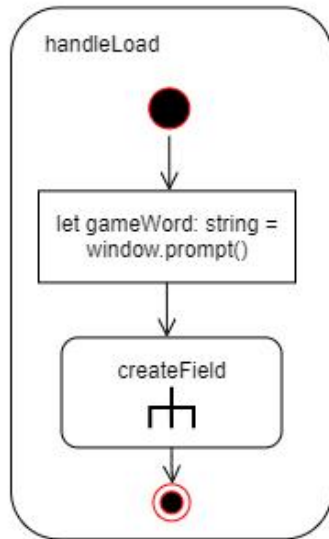 handleLoad
let gameWord: string =
window.prompt()
createField